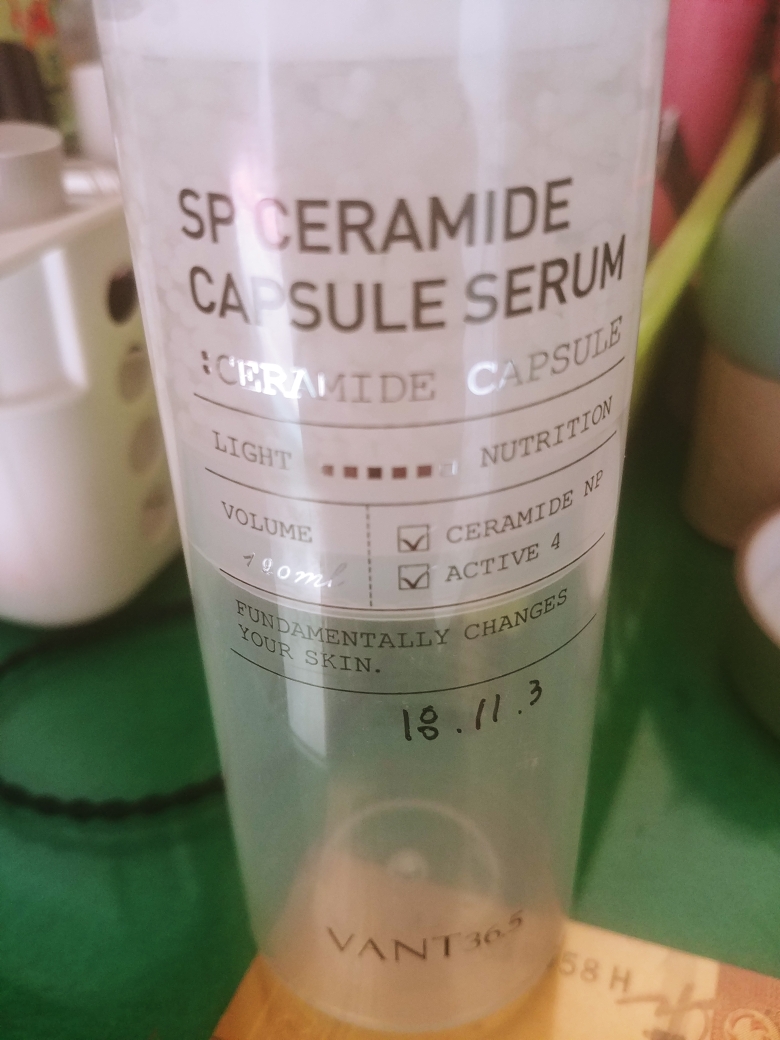 SP CERAMIDE
CAPSULE SERUM
:CERAMIDE CAPSULE
LIGHT NUTRITION
VOLUME
☑ CERAMIDE NP
☑ ACTIVE 4
FUNDAMENTALLY CHANGES
YOUR SKIN.
18.11.3
VANT36.5
58H